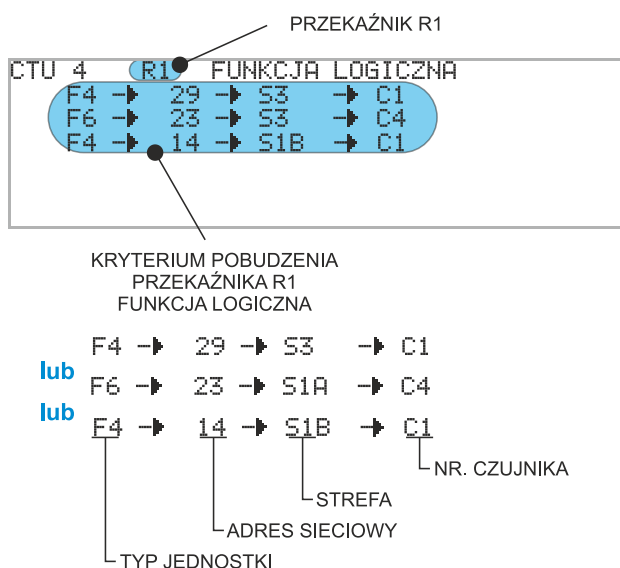 PRZEKAŹNIK R1
CTU 4 R1 FUNKCJA LOGICZNA
F4 → 29 → S3 → C1
F6 → 23 → S3 → C4
F4 → 14 → S1B → C1
KRYTERIUM POBUDZENIA
PRZEKAŹNIKA R1
FUNKCJA LOGICZNA
F4 → 29 → S3 → C1
lub
F6 → 23 → S1A → C4
lub
F4 → 14 → S1B → C1
NR. CZUJNIKA
STREFA
ADRES SIECIOWY
TYP JEDNOSTKI